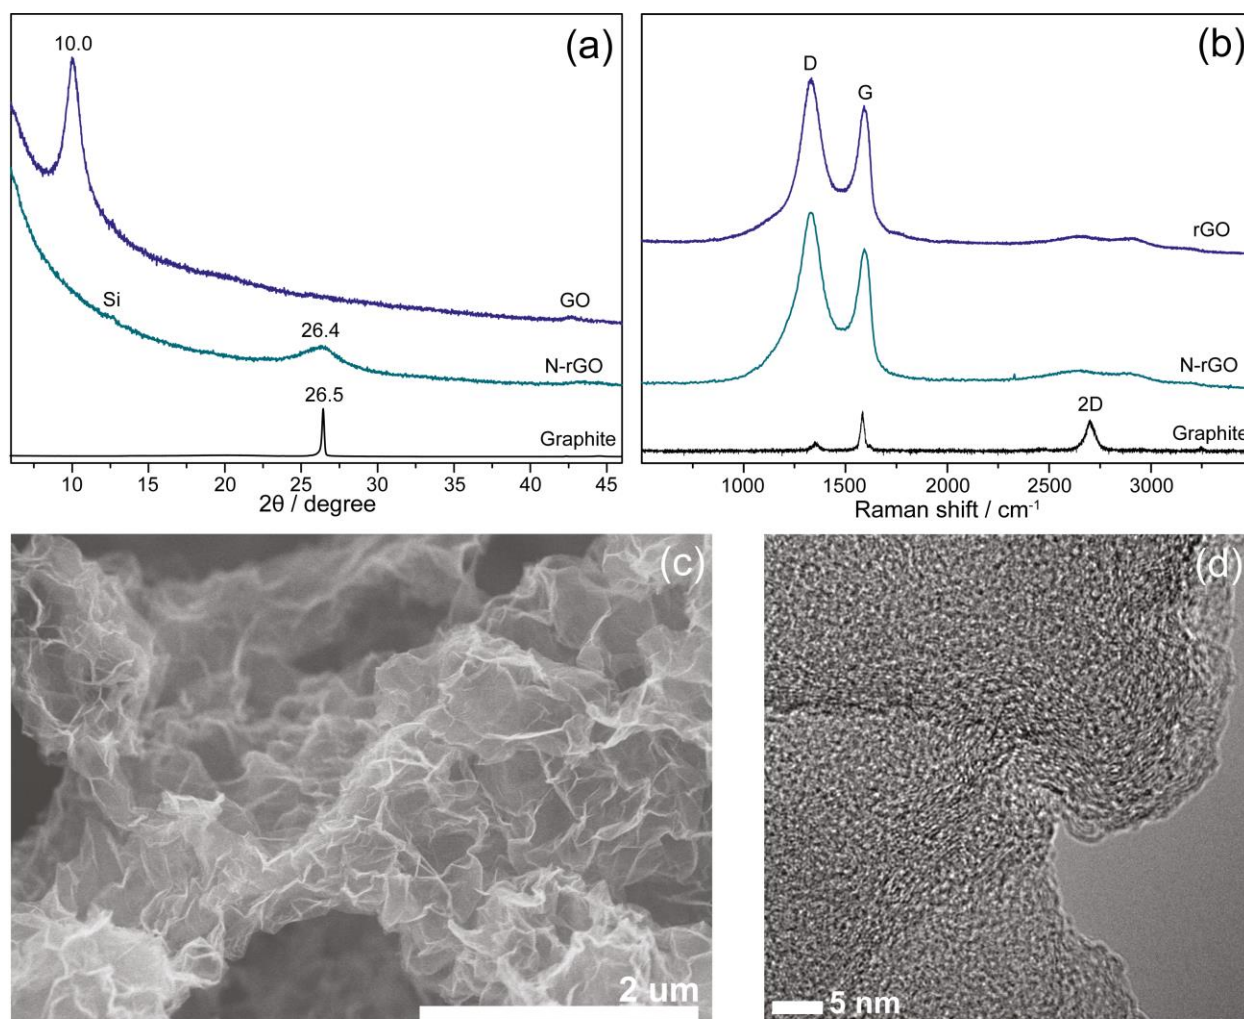 (a)
10.0
Si
GO
26.4
N-rGO
26.5
Graphite
10 15 20 25 30 35 40 45
2θ / degree
(b)
D
G
rGO
N-rGO
2D
Graphite
1000 1500 2000 2500 3000
Raman shift / cm⁻¹
(c)
2 um
(d)
5 nm